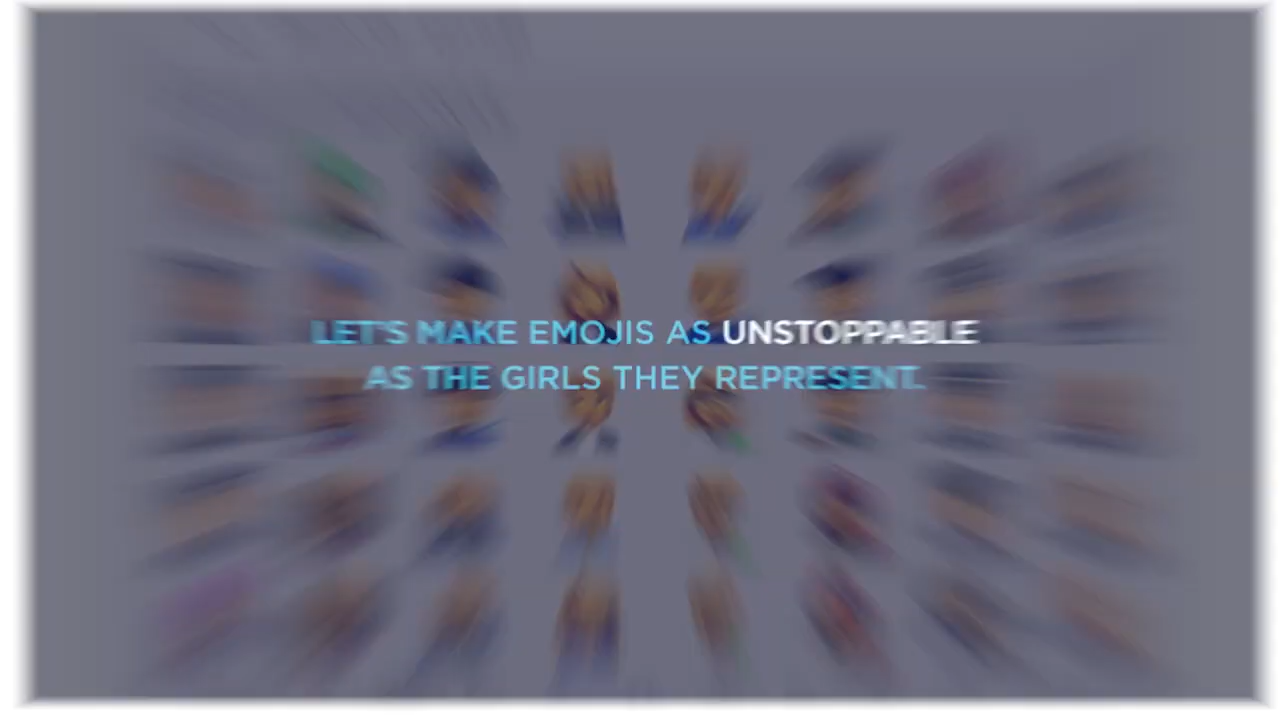 LET'S MAKE EMOJIS AS UNSTOPPABLE
AS THE GIRLS THEY REPRESENT.